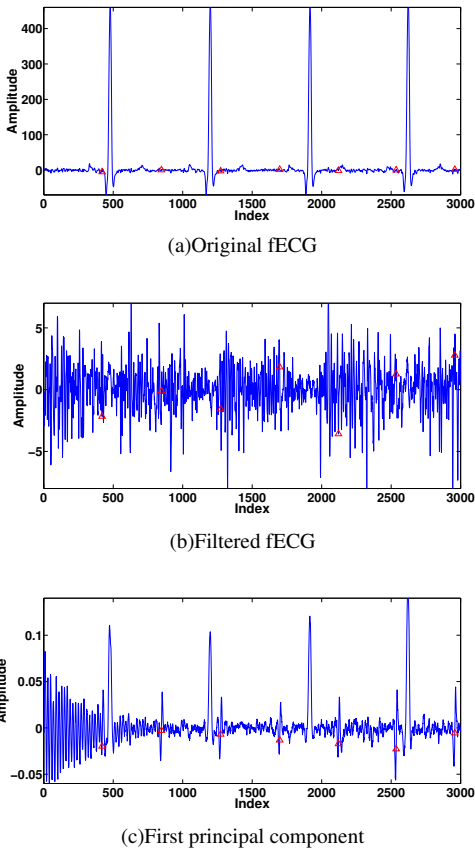 400
300
200
100
0
Amplitude
0 500 1000 1500 2000 2500 3000
Index
(a)Original fECG
5
0
−5
Amplitude
0 500 1000 1500 2000 2500 3000
Index
(b)Filtered fECG
0.1
0.05
0
−0.05
Amplitude
0 500 1000 1500 2000 2500 3000
Index
(c)First principal component